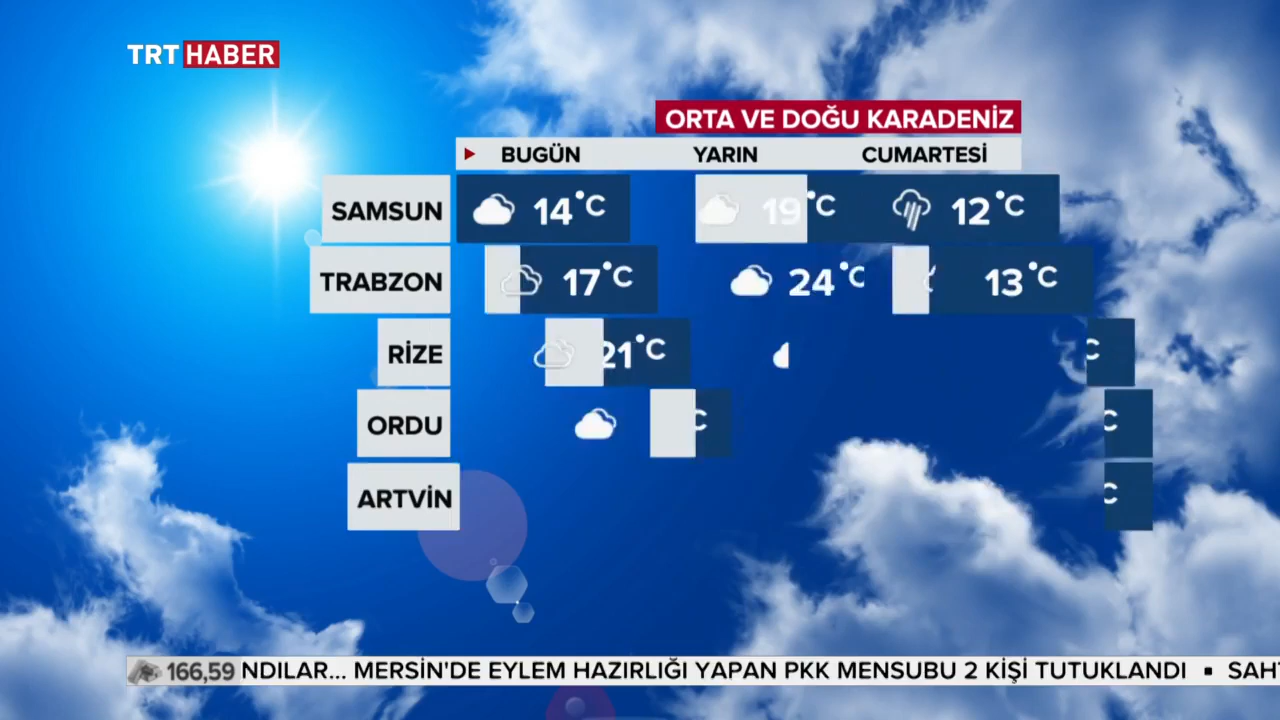 TRT HABER
ORTA VE DOĞU KARADENİZ
BUGÜN YARIN CUMARTESİ
SAMSUN 14°C 19°C 12°C
TRABZON 17°C 24°C 13°C
RİZE 21°C C
ORDU C C
ARTVİN C
166,59 NDILAR... MERSİN'DE EYLEM HAZIRLIĞI YAPAN PKK MENSUBU 2 KİŞİ TUTUKLANDI ▪ SAHT